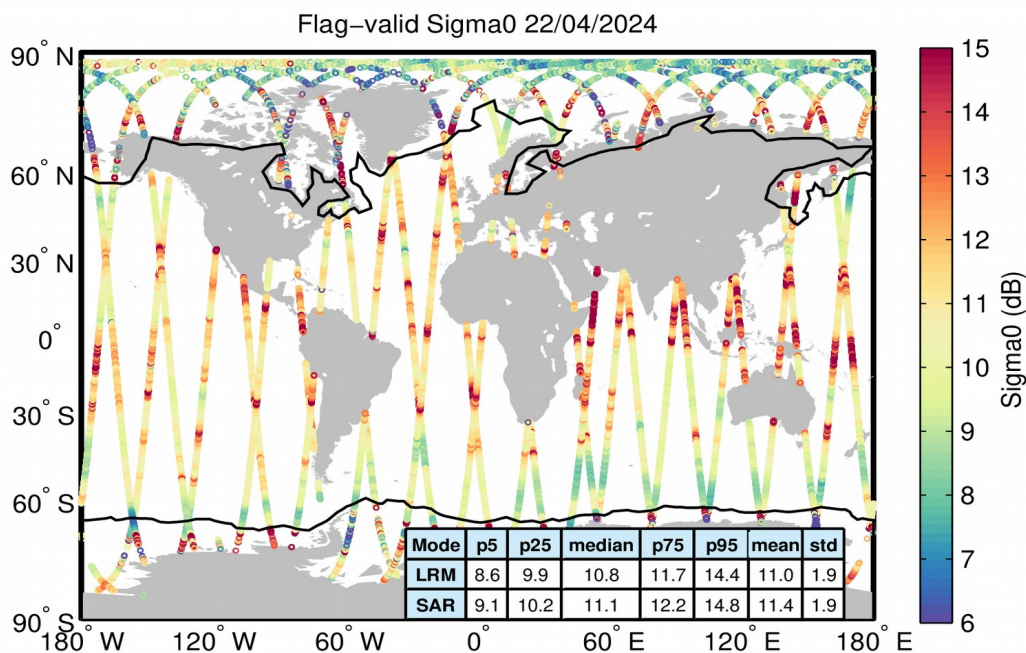 Flag-valid Sigma0 22/04/2024
90° N
60° N
30° N
0°
30° S
60° S
90° S
180° W
120° W
60° W
0°
60° E
120° E
180° E
Mode p5 p25 median p75 p95 mean std
LRM 8.6 9.9 10.8 11.7 14.4 11.0 1.9
SAR 9.1 10.2 11.1 12.2 14.8 11.4 1.9
15
14
13
12
11
10
9
8
7
6
Sigma0 (dB)